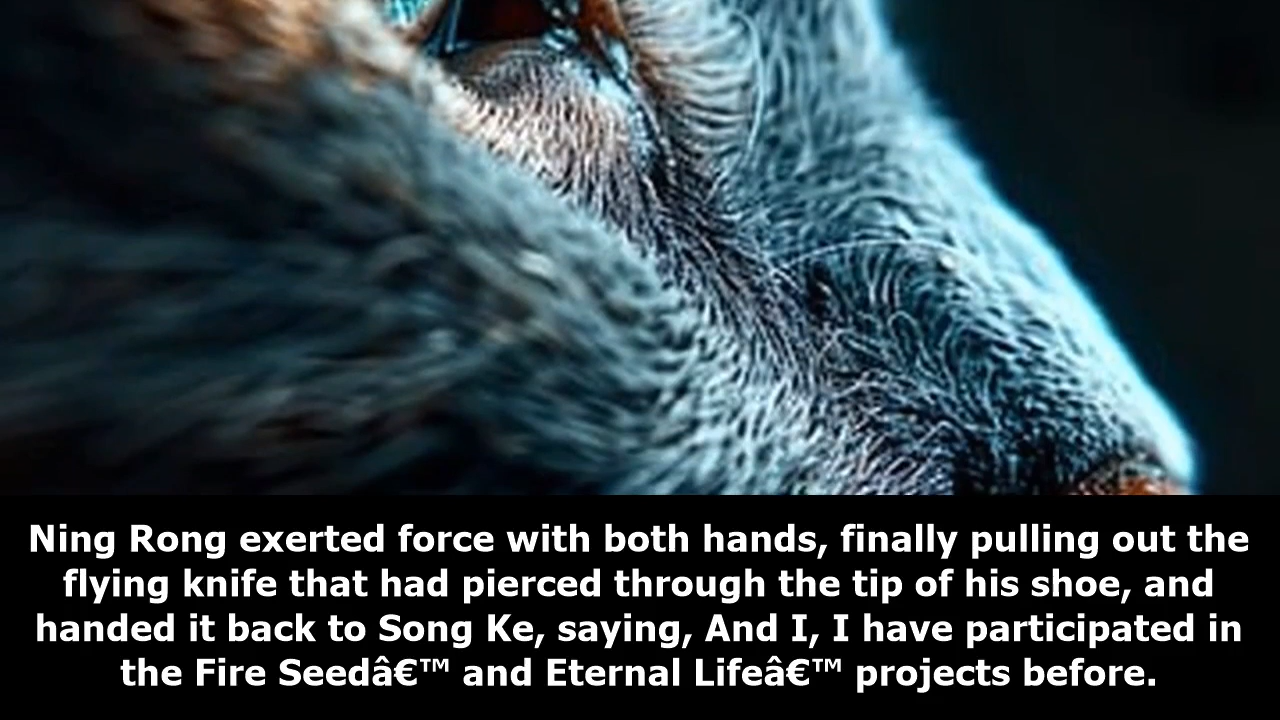 Ning Rong exerted force with both hands, finally pulling out the
flying knife that had pierced through the tip of his shoe, and
handed it back to Song Ke, saying, And I, I have participated in
the Fire Seedâ€™ and Eternal Lifeâ€™ projects before.